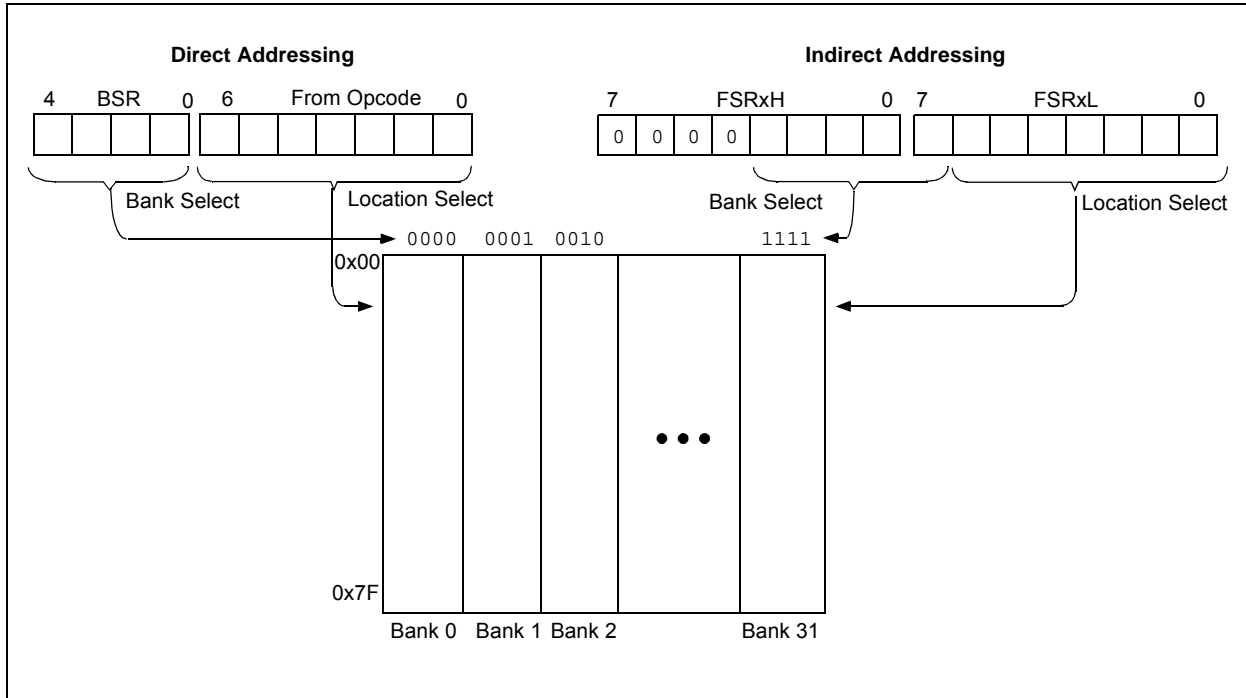 Direct Addressing
Indirect Addressing
4 BSR 0 6 From Opcode 0
7 FSRxH 0 7 FSRxL 0
0 0 0 0
Bank Select
Location Select
Bank Select
Location Select
0000 0001 0010 1111
0x00
0x7F
Bank 0 Bank 1 Bank 2 Bank 31